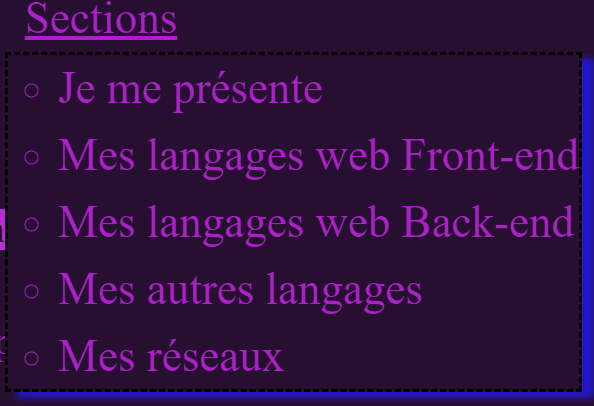 Sections
Je me présente
Mes langages web Front-end
Mes langages web Back-end
Mes autres langages
Mes réseaux